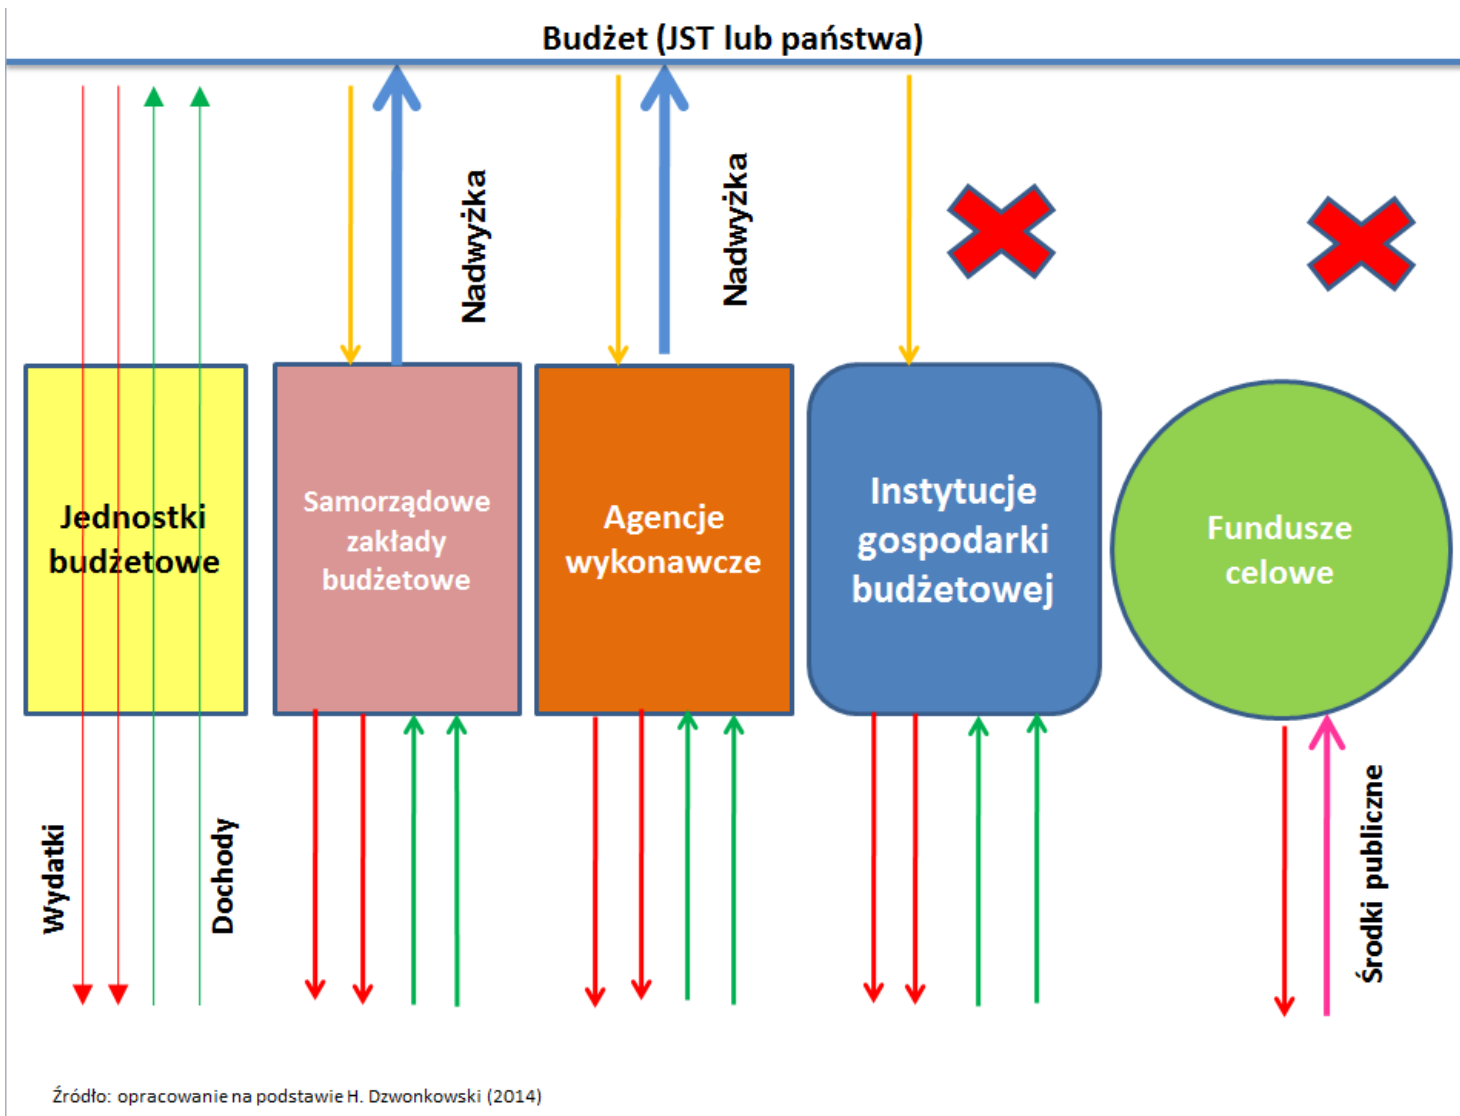 Budżet (JST lub państwa)
Nadwyżka
Nadwyżka
Jednostki
budżetowe
Samorządowe
zakłady
budżetowe
Agencje
wykonawcze
Instytucje
gospodarki
budżetowej
Fundusze
celowe
Wydatki
Dochody
Środki publiczne
Źródło: opracowanie na podstawie H. Dzwonkowski (2014)